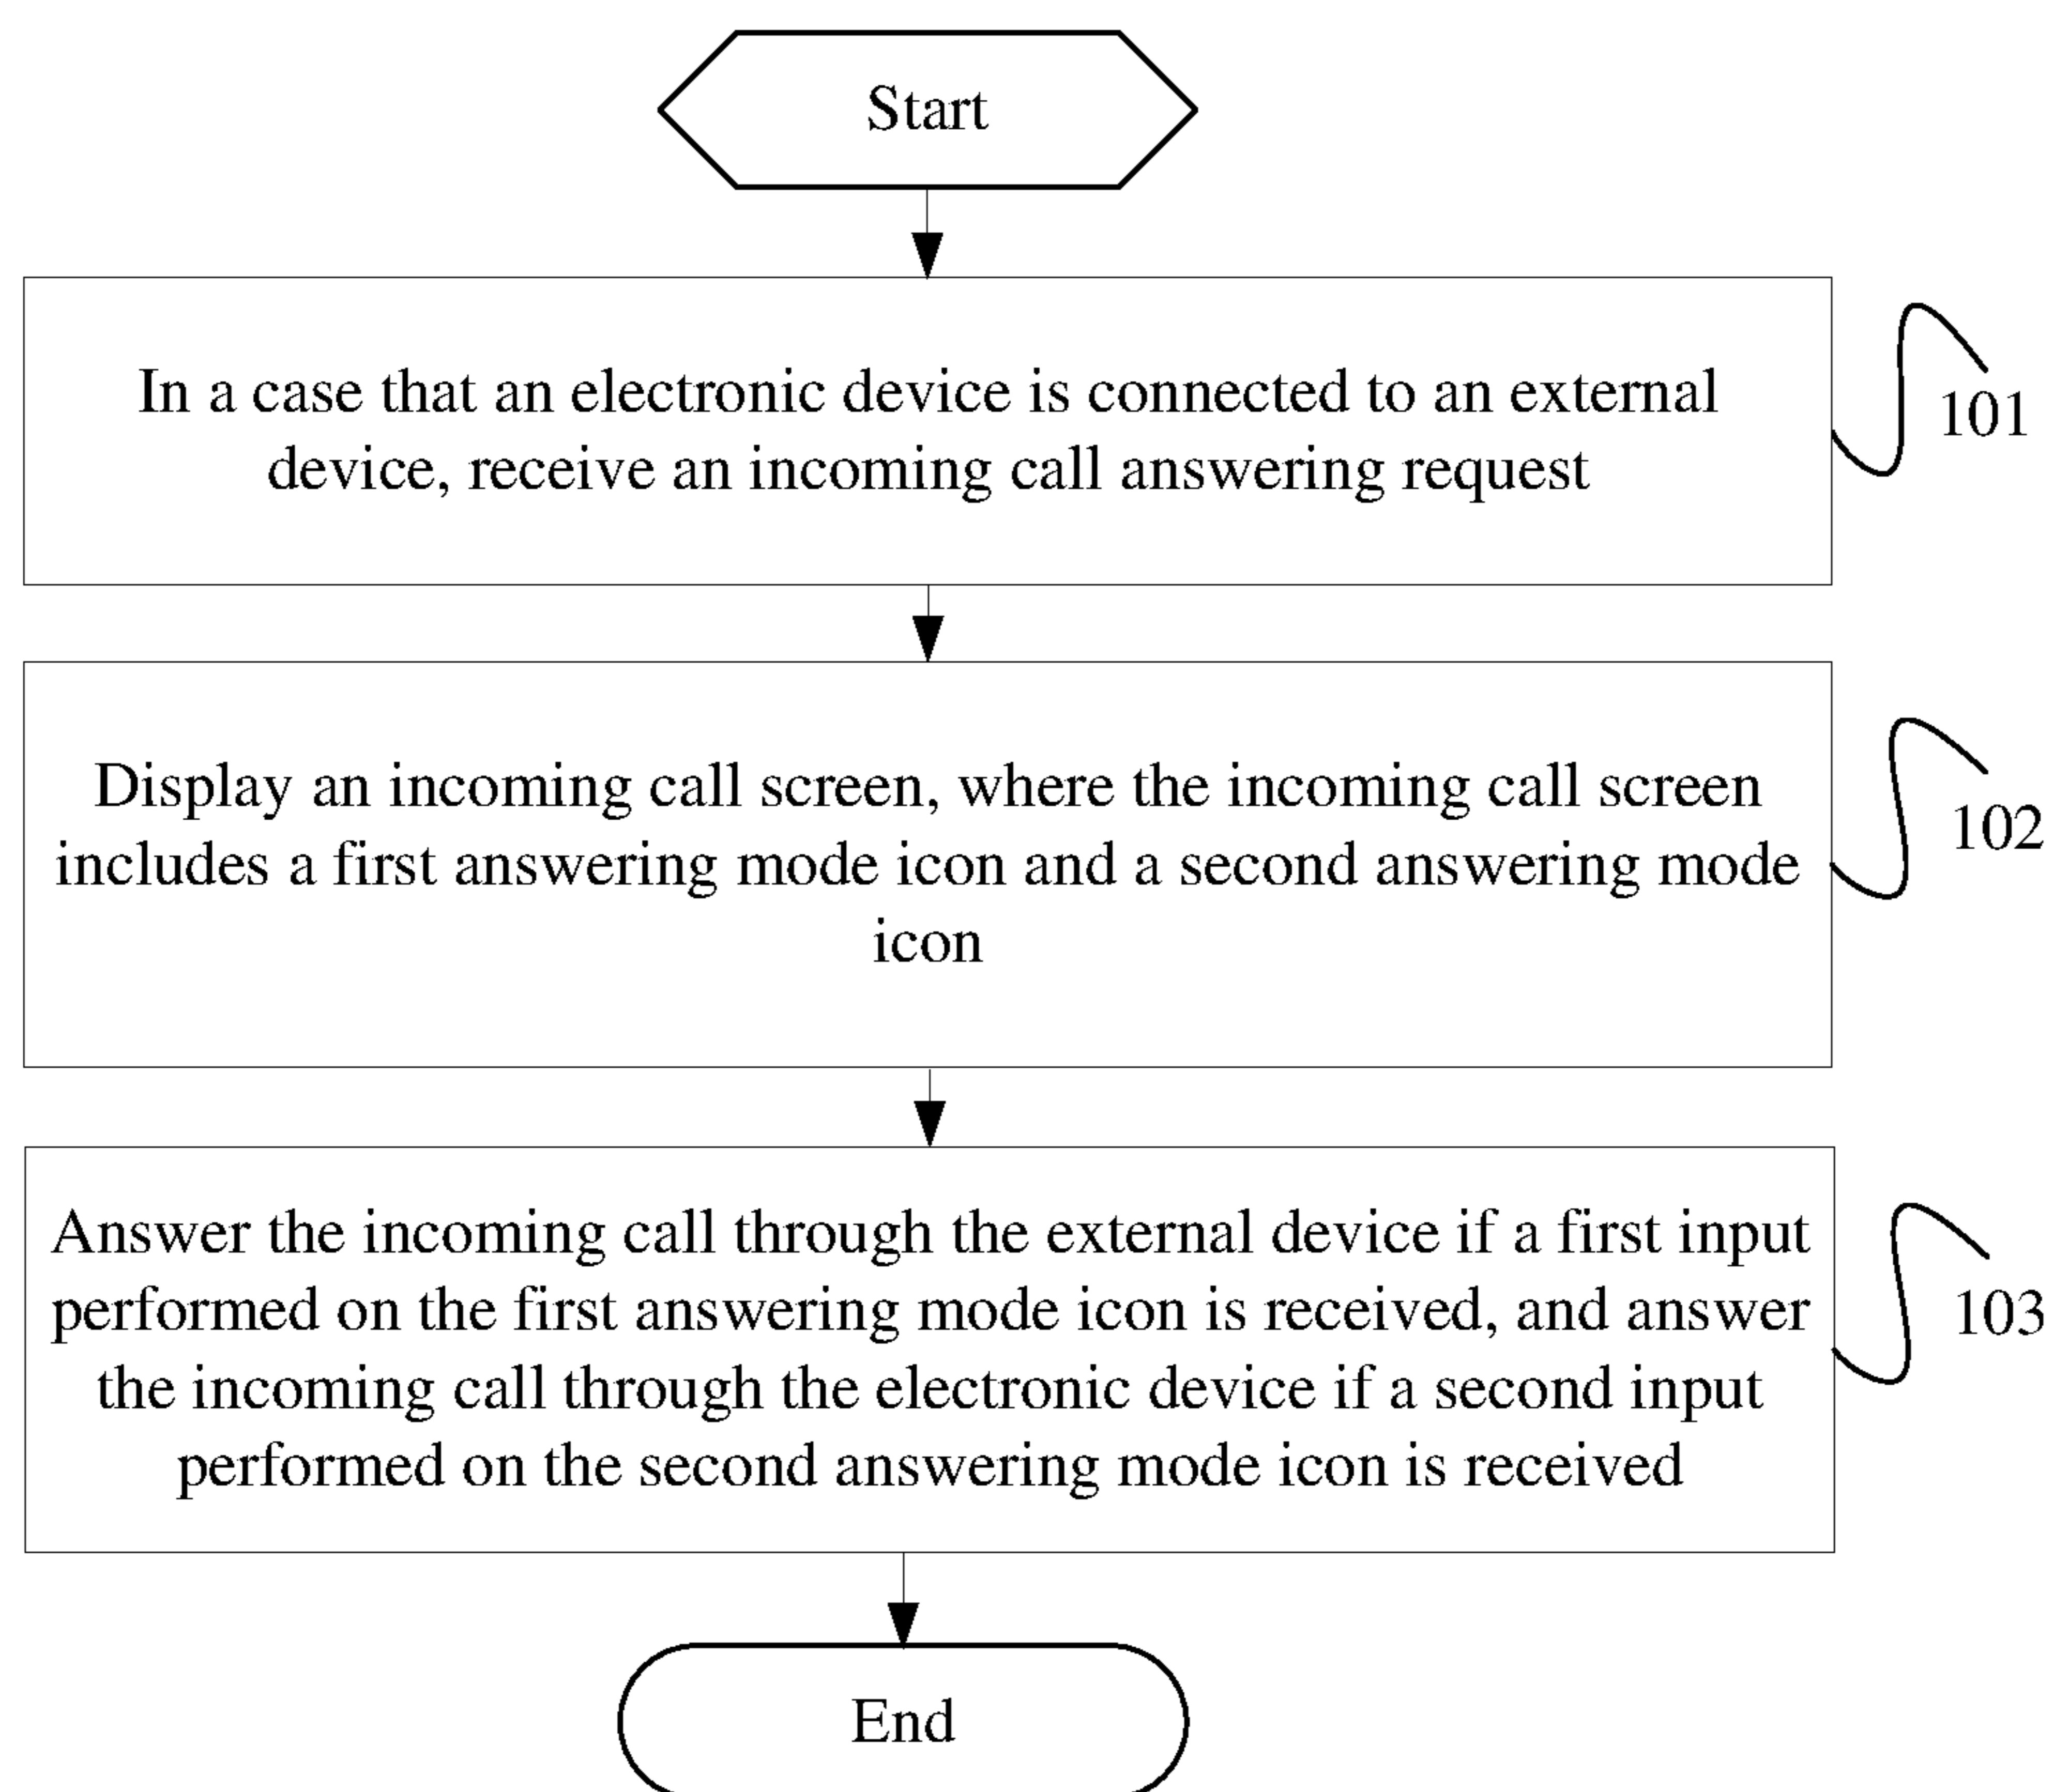 Start
In a case that an electronic device is connected to an external
device, receive an incoming call answering request
101
Display an incoming call screen, where the incoming call screen
includes a first answering mode icon and a second answering mode
icon
102
Answer the incoming call through the external device if a first input
performed on the first answering mode icon is received, and answer
the incoming call through the electronic device if a second input
performed on the second answering mode icon is received
103
End